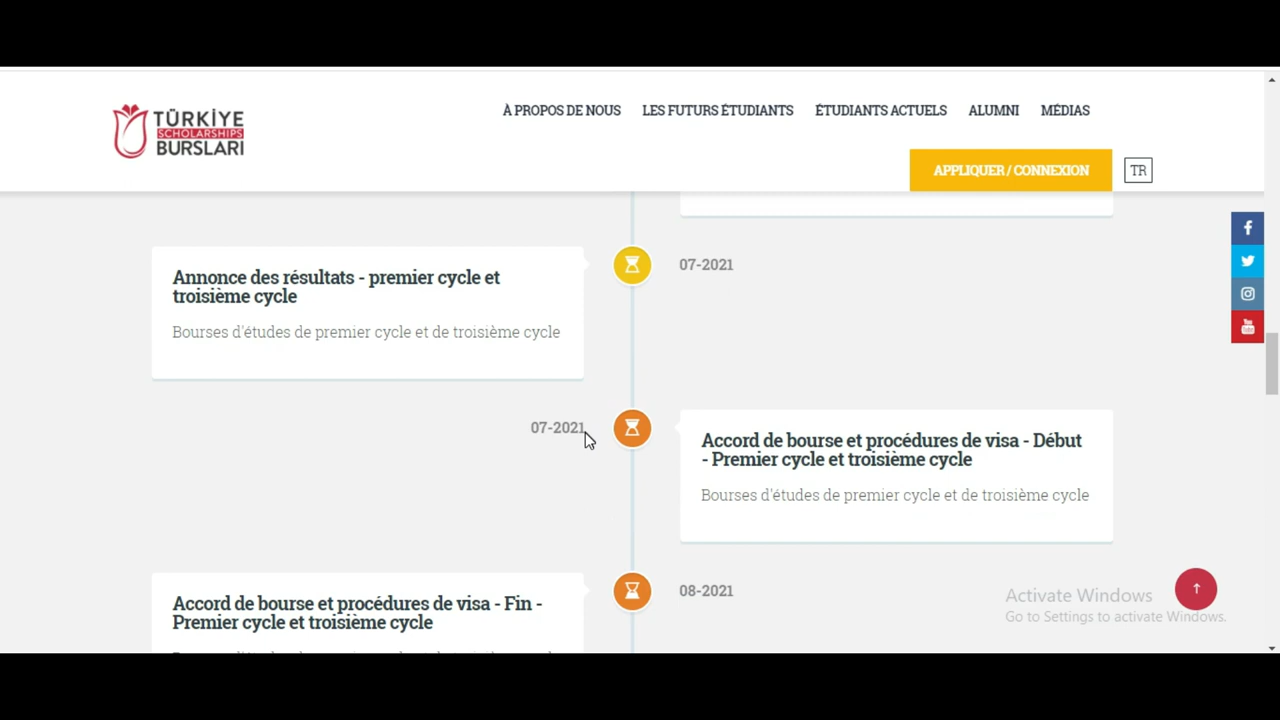 TÜRKİYE
SCHOLARSHIPS
BURSLARI
À PROPOS DE NOUS
LES FUTURS ÉTUDIANTS
ÉTUDIANTS ACTUELS
ALUMNI
MÉDIAS
APPLIQUER / CONNEXION
TR
Annonce des résultats - premier cycle et
troisième cycle
Bourses d'études de premier cycle et de troisième cycle
07-2021
07-2021
Accord de bourse et procédures de visa - Début
- Premier cycle et troisième cycle
Bourses d'études de premier cycle et de troisième cycle
Accord de bourse et procédures de visa - Fin -
Premier cycle et troisième cycle
08-2021
Activate Windows
Go to Settings to activate Windows.
You